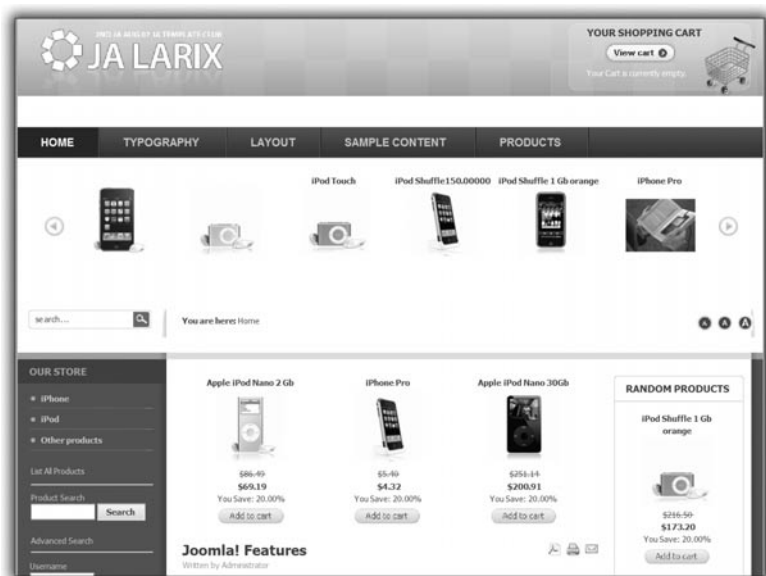 JA LARIX
YOUR SHOPPING CART
View cart
Your Cart is currently empty.
HOME TYPOGRAPHY LAYOUT SAMPLE CONTENT PRODUCTS
iPod Touch iPod Shuffle150.00000 iPod Shuffle 1 Gb orange iPhone Pro
search...
You are here: Home
A A A
OUR STORE
iPhone
iPod
Other products
List All Products
Product Search
Search
Advanced Search
Username
Apple iPod Nano 2 Gb iPhone Pro Apple iPod Nano 30Gb
$86.49 $5.40 $251.14
$69.19 $4.32 $200.91
You Save: 20.00% You Save: 20.00% You Save: 20.00%
Add to cart Add to cart Add to cart
Joomla! Features
Written by Administrator
RANDOM PRODUCTS
iPod Shuffle 1 Gb
orange
$216.50
$173.20
You Save: 20.00%
Add to cart